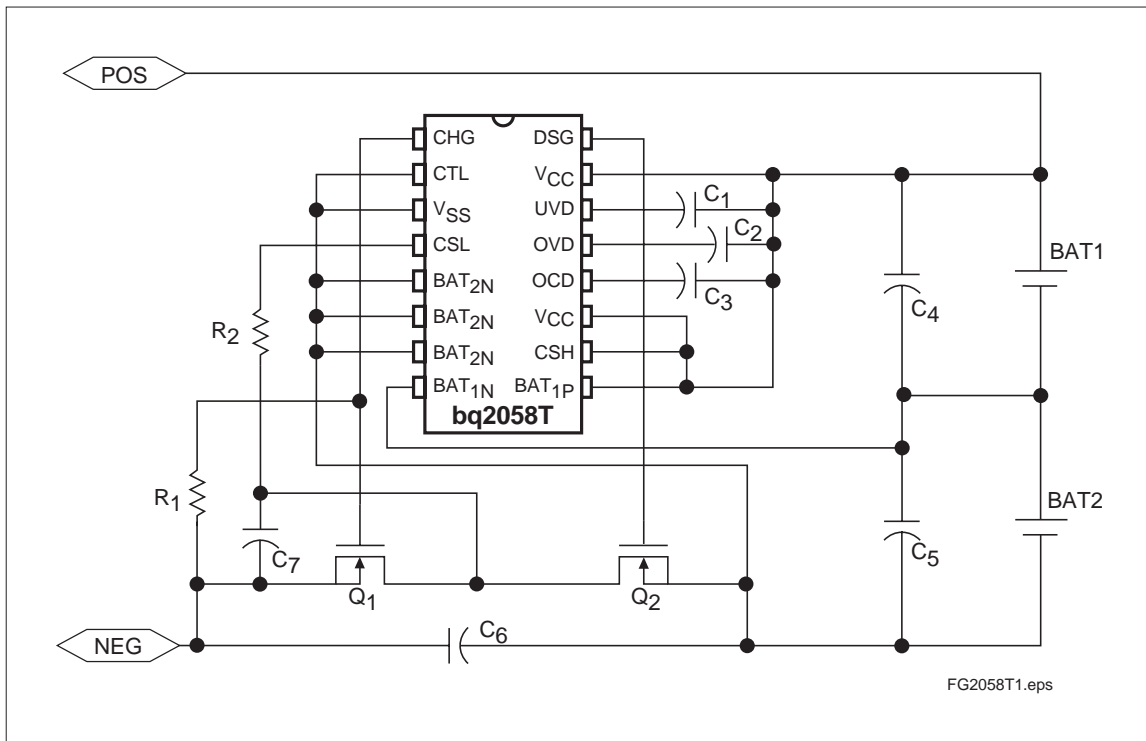 POS
CHG DSG
CTL VCC
VSS UVD C1
CSL OVD C2
BAT2N OCD C3
BAT2N VCC
BAT2N CSH
BAT1N BAT1P
bq2058T
BAT1
C4
R2
R1
BAT2
C7
C5
Q1 Q2
C6
NEG
FG2058T1.eps